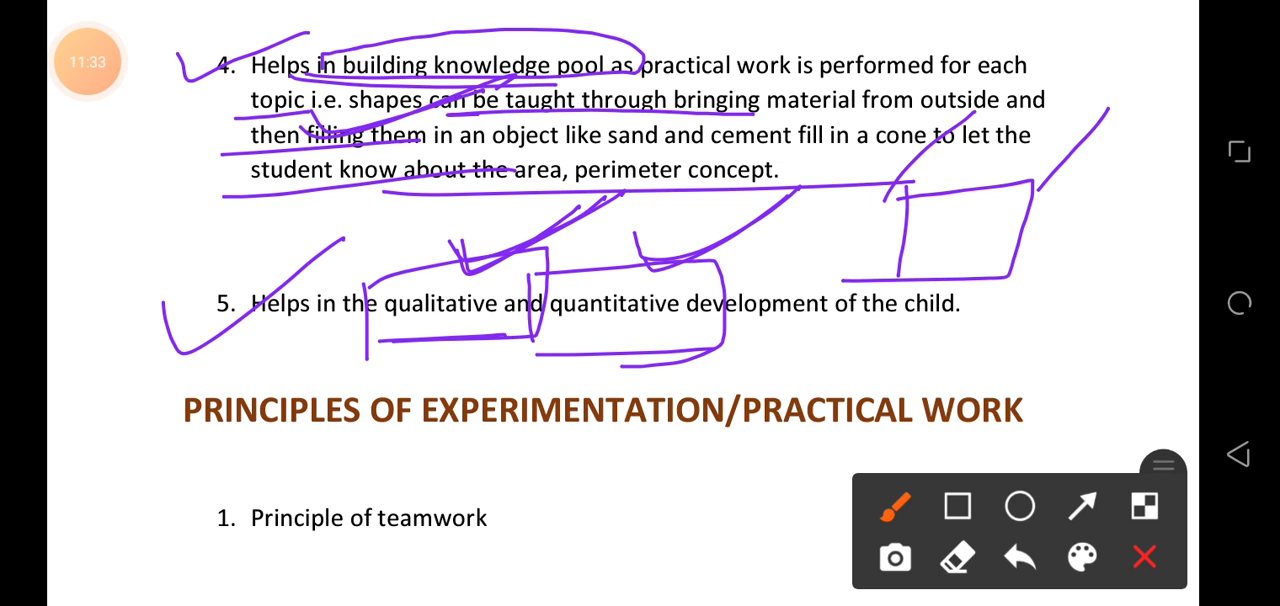 11:33
4. Helps in building knowledge pool as practical work is performed for each
topic i.e. shapes can be taught through bringing material from outside and
then filling them in an object like sand and cement fill in a cone to let the
student know about the area, perimeter concept.
5. Helps in the qualitative and quantitative development of the child.
PRINCIPLES OF EXPERIMENTATION/PRACTICAL WORK
1. Principle of teamwork